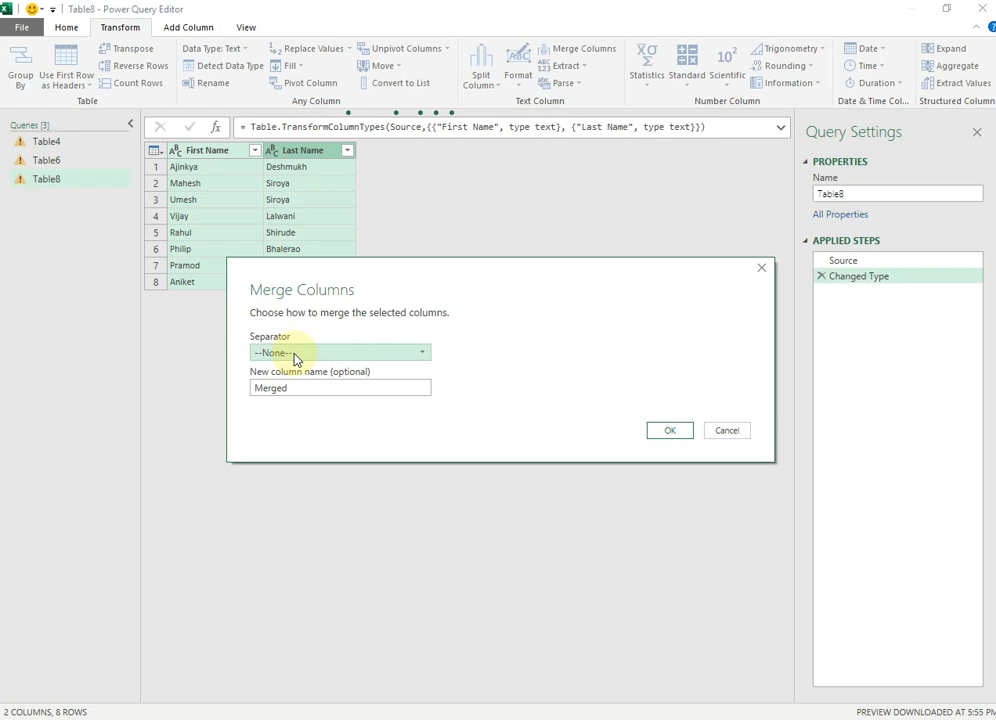 Table8 - Power Query Editor
File Home Transform Add Column View
Group By
Use First Row as Headers
Transpose
Reverse Rows
Count Rows
Table
Data Type: Text
Detect Data Type
Rename
Replace Values
Fill
Pivot Column
Unpivot Columns
Move
Convert to List
Any Column
Split Column
Format
Merge Columns
Extract
Parse
Text Column
Statistics
Standard
Scientific
Trigonometry
Rounding
Information
Number Column
Date
Time
Duration
Date & Time Col...
Expand
Aggregate
Extract Values
Structured Column
Queries [3]
Table4
Table6
Table8
fx = Table.TransformColumnTypes(Source,{{"First Name", type text}, {"Last Name", type text}})
First Name Last Name
1 Ajinkya Deshmukh
2 Mahesh Siroya
3 Umesh Siroya
4 Vijay Lalwani
5 Rahul Shirude
6 Philip Bhalerao
7 Pramod
8 Aniket
Merge Columns
Choose how to merge the selected columns.
Separator
--None--
New column name (optional)
Merged
OK Cancel
Query Settings
PROPERTIES
Name
Table8
All Properties
APPLIED STEPS
Source
Changed Type
2 COLUMNS, 8 ROWS
PREVIEW DOWNLOADED AT 5:55 PM